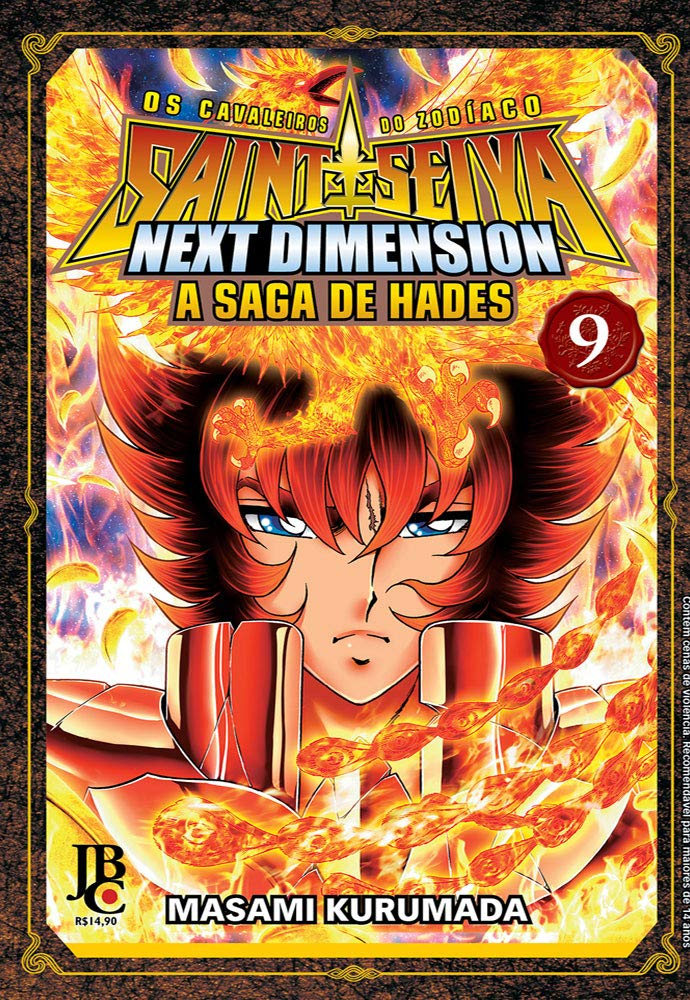 OS CAVALEIROS DO ZODÍACO
SAINT SEIYA
NEXT DIMENSION
A SAGA DE HADES
9
JBC
R$14,90
MASAMI KURUMADA
Contém cenas de violência. Recomendável para maiores de 14 anos